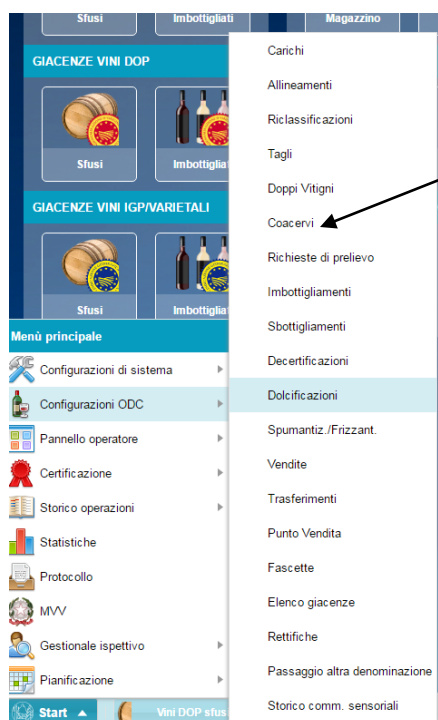 Sfusi
Imbottigliati
Magazzino
GIACENZE VINI DOP
Sfusi
Imbottiglia
GIACENZE VINI IGP/VARIETALI
Sfusi
Imbottiglia
Menù principale
Configurazioni di sistema
Configurazioni ODC
Pannello operatore
Certificazione
Storico operazioni
Statistiche
Protocollo
MVV
Gestionale ispettivo
Pianificazione
Start
Vini DOP sfus
Carichi
Allineamenti
Riclassificazioni
Tagli
Doppi Vitigni
Coacervi
Richieste di prelievo
Imbottigliamenti
Sbottigliamenti
Decertificazioni
Dolcificazioni
Spumantiz./Frizzant.
Vendite
Trasferimenti
Punto Vendita
Fascette
Elenco giacenze
Rettifiche
Passaggio altra denominazione
Storico comm. sensoriali